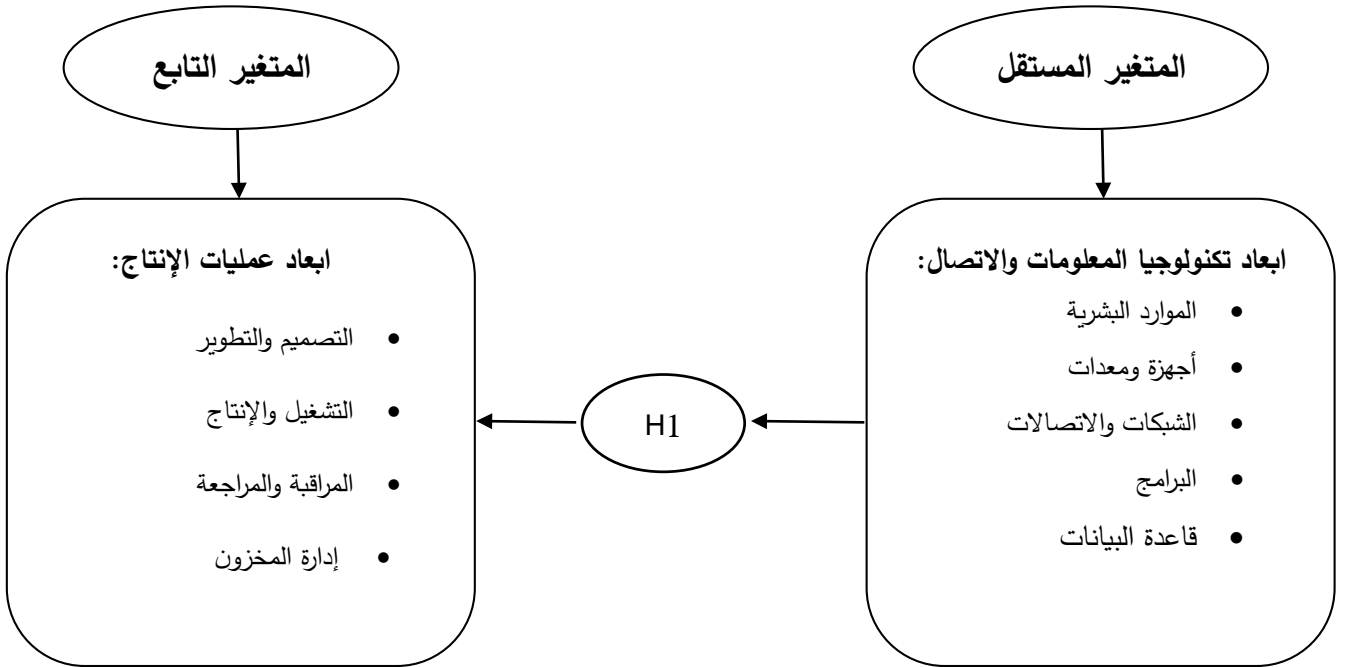 المتغير المستقل
ابعاد تكنولوجيا المعلومات والاتصال:
• الموارد البشرية
• أجهزة ومعدات
• الشبكات والاتصالات
• البرامج
• قاعدة البيانات
H1
المتغير التابع
ابعاد عمليات الإنتاج:
• التصميم والتطوير
• التشغيل والإنتاج
• المراقبة والمراجعة
• إدارة المخزون